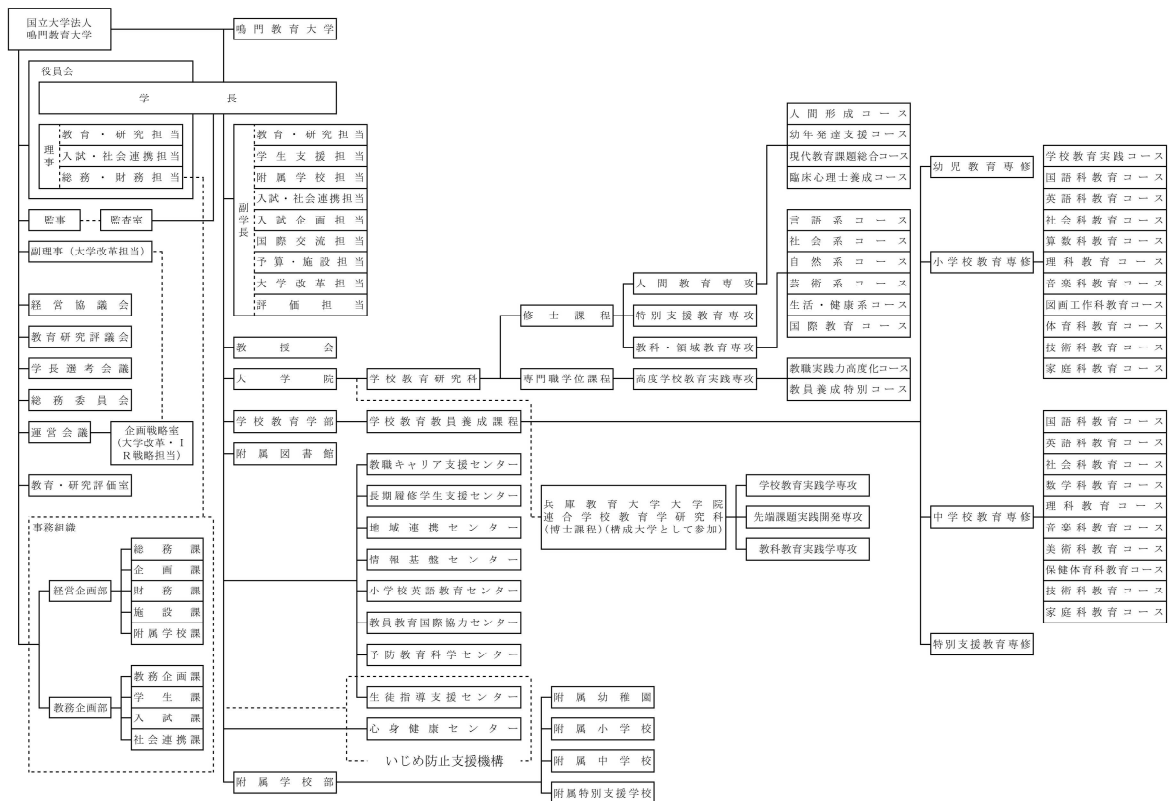 国立大学法人
鳴門教育大学
鳴門教育大学
役員会
学長
理事
教育・研究担当
入試・社会連携担当
総務・財務担当
監事
監査室
副理事（大学改革担当）
経営協議会
教育研究評議会
学長選考会議
総務委員会
運営会議
企画戦略室
(大学改革・I
R戦略担当)
教育・研究評価室
事務組織
経営企画部
総務課
企画課
財務課
施設課
附属学校課
教務企画部
教務企画課
学生課
入試課
社会連携課
副学長
教育・研究担当
学生支援担当
附属学校担当
入試・社会連携担当
入試企画担当
国際交流担当
予算・施設担当
大学改革担当
評価担当
教授会
大学院
学校教育研究科
修士課程
人間教育専攻
特別支援教育専攻
教科・領域教育専攻
人間形成コース
幼年発達支援コース
現代教育課題総合コース
臨床心理士養成コース
言語系コース
社会系コース
自然系コース
芸術系コース
生活・健康系コース
国際教育コース
専門職学位課程
高度学校教育実践専攻
教職実践力高度化コース
教員養成特別コース
学校教育学部
学校教育教員養成課程
附属図書館
教職キャリア支援センター
長期履修学生支援センター
地域連携センター
情報基盤センター
小学校英語教育センター
教員教育国際協力センター
予防教育科学センター
生徒指導支援センター
心身健康センター
いじめ防止支援機構
兵庫教育大学大学院
連合学校教育学研究科
(博士課程)(構成大学として参加)
学校教育実践学専攻
先端課題実践開発専攻
教科教育実践学専攻
附属学校部
附属幼稚園
附属小学校
附属中学校
附属特別支援学校
幼児教育専修
小学校教育専修
学校教育実践コース
国語科教育コース
英語科教育コース
社会科教育コース
算数科教育コース
理科教育コース
音楽科教育コース
図画工作科教育コース
体育科教育コース
技術科教育コース
家庭科教育コース
中学校教育専修
国語科教育コース
英語科教育コース
社会科教育コース
数学科教育コース
理科教育コース
音楽科教育コース
美術科教育コース
保健体育科教育コース
技術科教育コース
家庭科教育コース
特別支援教育専修